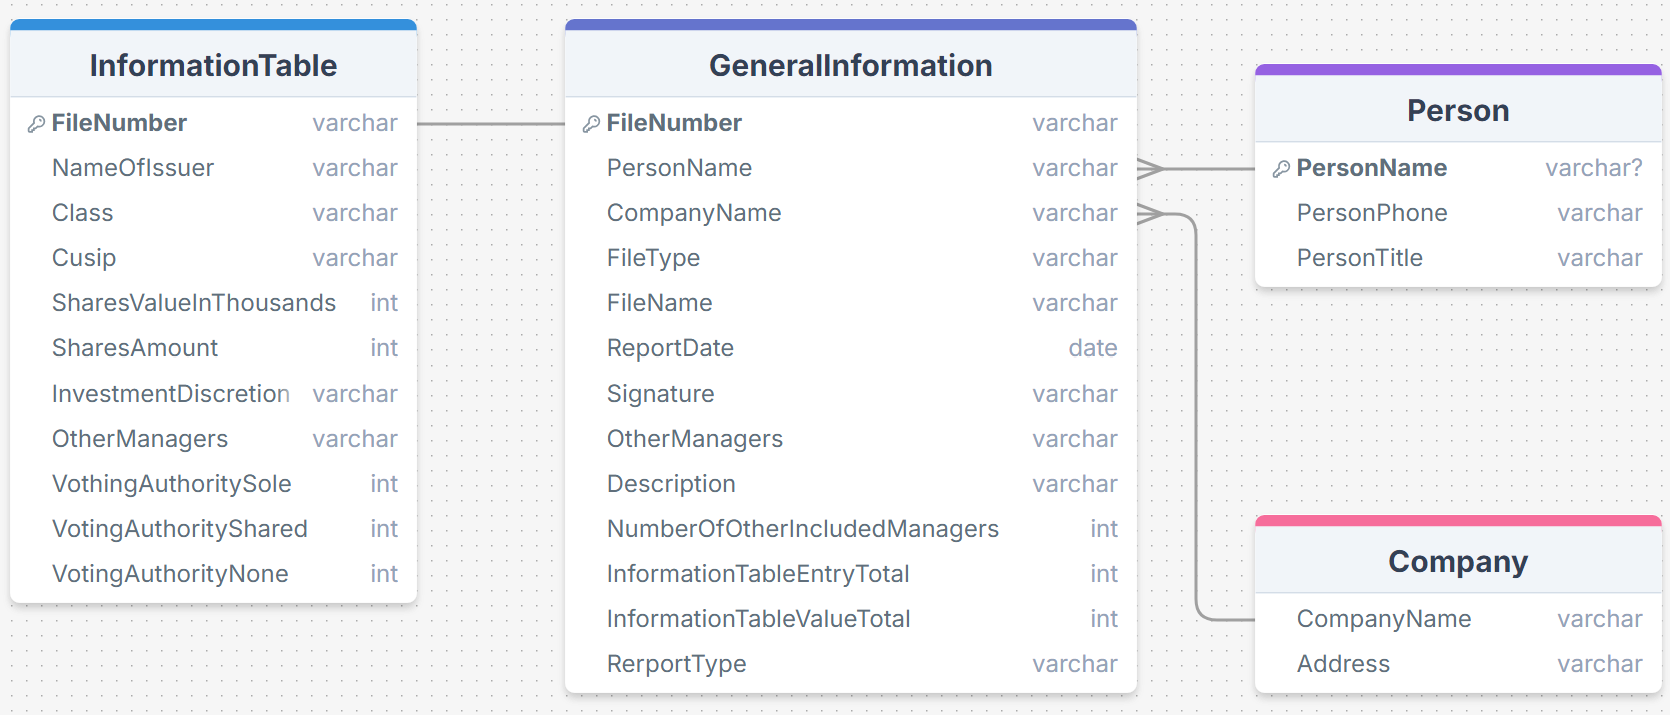 InformationTable
FileNumber varchar
NameOfIssuer varchar
Class varchar
Cusip varchar
SharesValueInThousands int
SharesAmount int
InvestmentDiscretion varchar
OtherManagers varchar
VothingAuthoritySole int
VotingAuthorityShared int
VotingAuthorityNone int
GeneralInformation
FileNumber varchar
PersonName varchar
CompanyName varchar
FileType varchar
FileName varchar
ReportDate date
Signature varchar
OtherManagers varchar
Description varchar
NumberOfOtherIncludedManagers int
InformationTableEntryTotal int
InformationTableValueTotal int
RerportType varchar
Person
PersonName varchar?
PersonPhone varchar
PersonTitle varchar
Company
CompanyName varchar
Address varchar